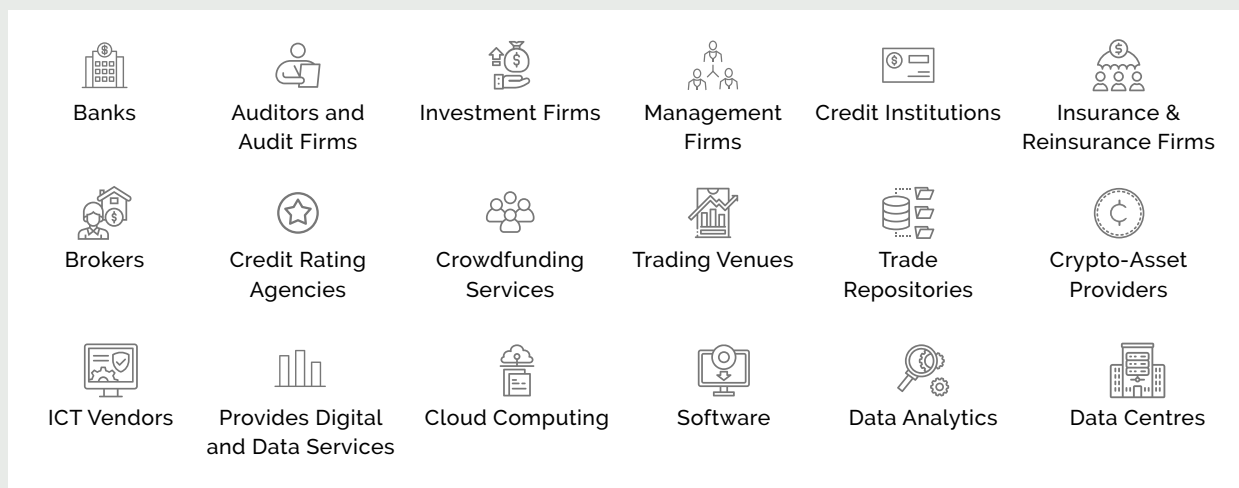 Banks
Auditors and
Audit Firms
Investment Firms
Management
Firms
Credit Institutions
Insurance &
Reinsurance Firms
Brokers
Credit Rating
Agencies
Crowdfunding
Services
Trading Venues
Trade
Repositories
Crypto-Asset
Providers
ICT Vendors
Provides Digital
and Data Services
Cloud Computing
Software
Data Analytics
Data Centres